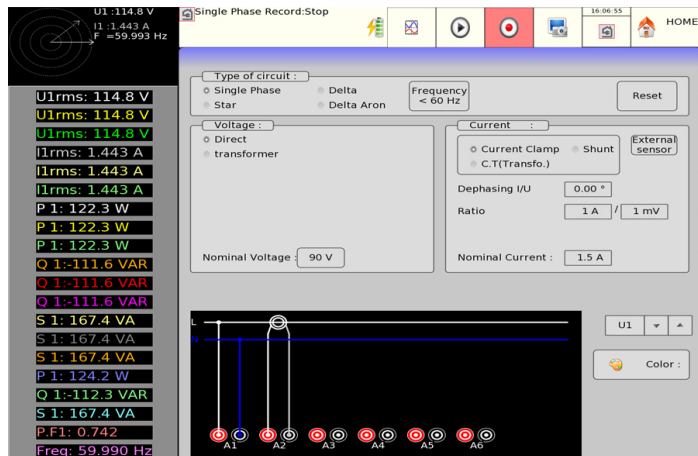 U1 :114.8 V
I1 :1.443 A
F =59.993 Hz
Single Phase Record:Stop
16:06:55
HOME
U1rms: 114.8 V
U1rms: 114.8 V
U1rms: 114.8 V
I1rms: 1.443 A
I1rms: 1.443 A
I1rms: 1.443 A
P 1: 122.3 W
P 1: 122.3 W
P 1: 122.3 W
Q 1:-111.6 VAR
Q 1:-111.6 VAR
Q 1:-111.6 VAR
S 1: 167.4 VA
S 1: 167.4 VA
S 1: 167.4 VA
P 1: 124.2 W
Q 1:-112.3 VAR
S 1: 167.4 VA
P.F1: 0.742
Freq: 59.990 Hz
Type of circuit :
Single Phase
Delta
Star
Delta Aron
Frequency
< 60 Hz
Reset
Voltage :
Direct
transformer
Nominal Voltage :
90 V
Current :
Current Clamp
Shunt
C.T(Transfo.)
External
sensor
Dephasing I/U
0.00 °
Ratio
1 A / 1 mV
Nominal Current :
1.5 A
L
N
A1 A2 A3 A4 A5 A6
U1
Color :